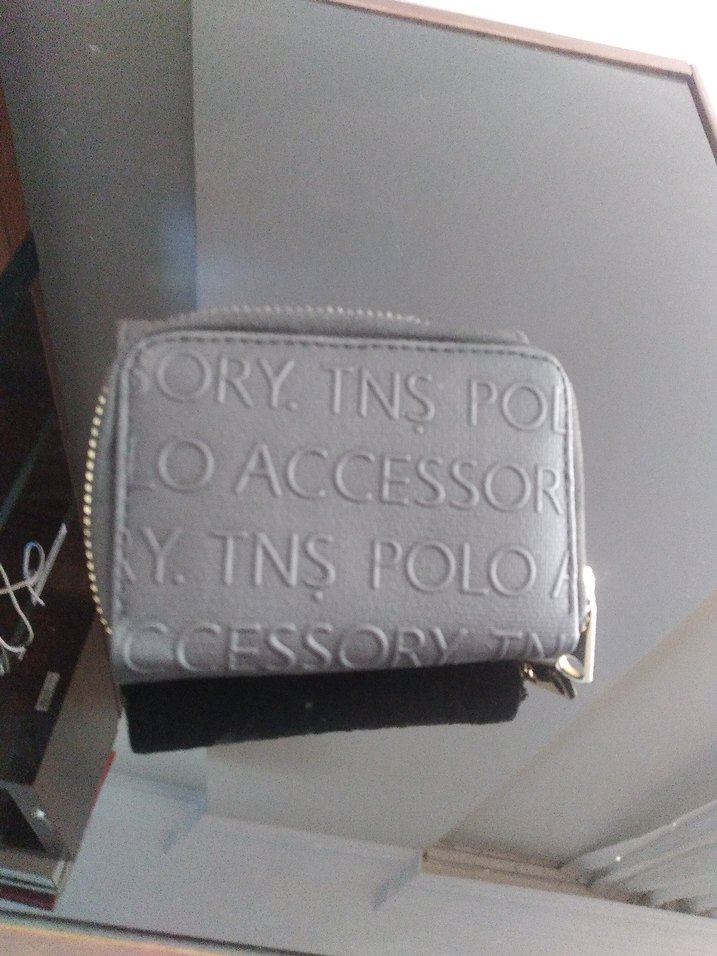 SORY. TNŞ POL
LO ACCESSOR
RY. TNŞ POLO A
CCESSORY. TN